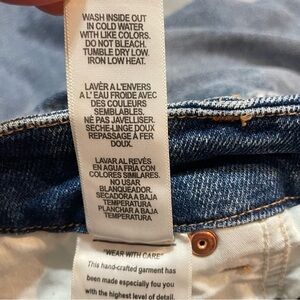 WASH INSIDE OUT
IN COLD WATER
WITH LIKE COLORS.
DO NOT BLEACH.
TUMBLE DRY LOW.
IRON LOW HEAT.
LAVÈR A L'ENVERS
A L' EAU FROIDE AVEC
DES COULEURS
SEMBLABLES.
NE PAS JAVELLISER.
SECHE-LINGE DOUX
REPASSAGE À FER
DOUX.
LAVAR AL REVÉS
EN AGUA FRIA CON
COLORES SIMILARES.
NO USAR
BLANQUEADOR.
SECADORA A BAJA
TEMPERATURA
PLANCHAR A BAJA
TEMPERATURA
"WEAR WITH CARE"
This hand-crafted garment has
been made especially fou you
with the highest level of detail.